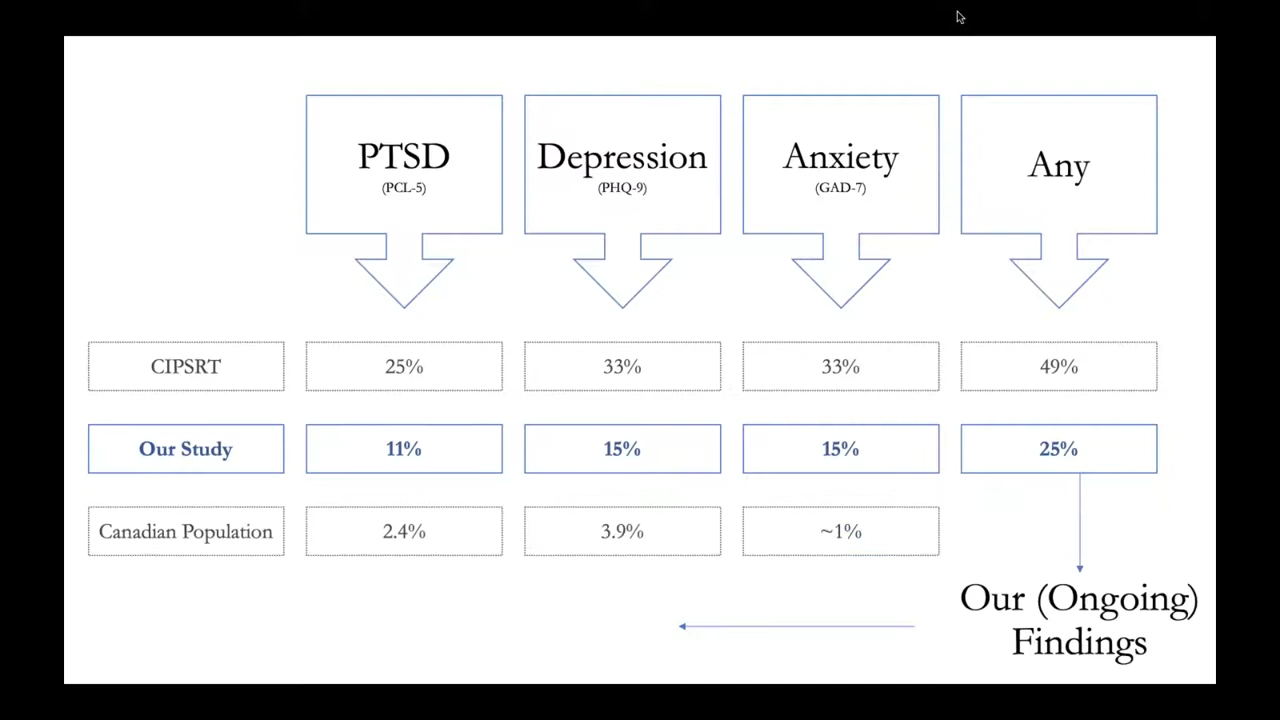 PTSD
(PCL-5)
Depression
(PHQ-9)
Anxiety
(GAD-7)
Any
CIPSRT
25%
33%
33%
49%
Our Study
11%
15%
15%
25%
Canadian Population
2.4%
3.9%
~1%
Our (Ongoing)
Findings